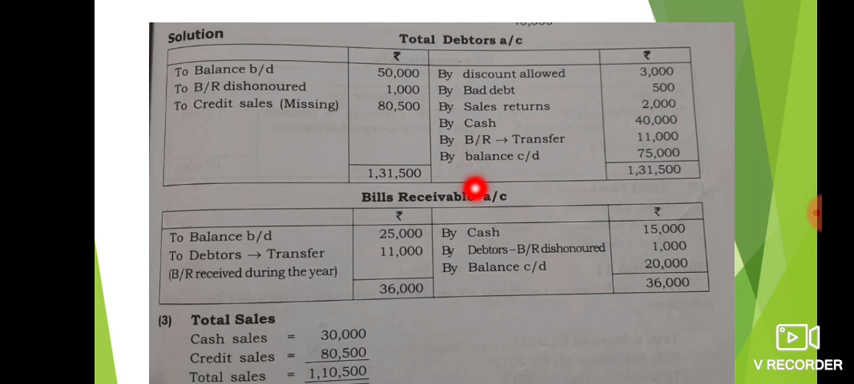 Solution
Total Debtors a/c
₹ ₹
To Balance b/d 50,000 By discount allowed 3,000
To B/R dishonoured 1,000 By Bad debt 500
To Credit sales (Missing) 80,500 By Sales returns 2,000
By Cash 40,000
By B/R → Transfer 11,000
By balance c/d 75,000
1,31,500 1,31,500
Bills Receivable a/c
₹ ₹
To Balance b/d 25,000 By Cash 15,000
To Debtors → Transfer 11,000 By Debtors-B/R dishonoured 1,000
(B/R received during the year) By Balance c/d 20,000
36,000 36,000
(3) Total Sales
Cash sales = 30,000
Credit sales = 80,500
Total sales = 1,10,500
V RECORDER